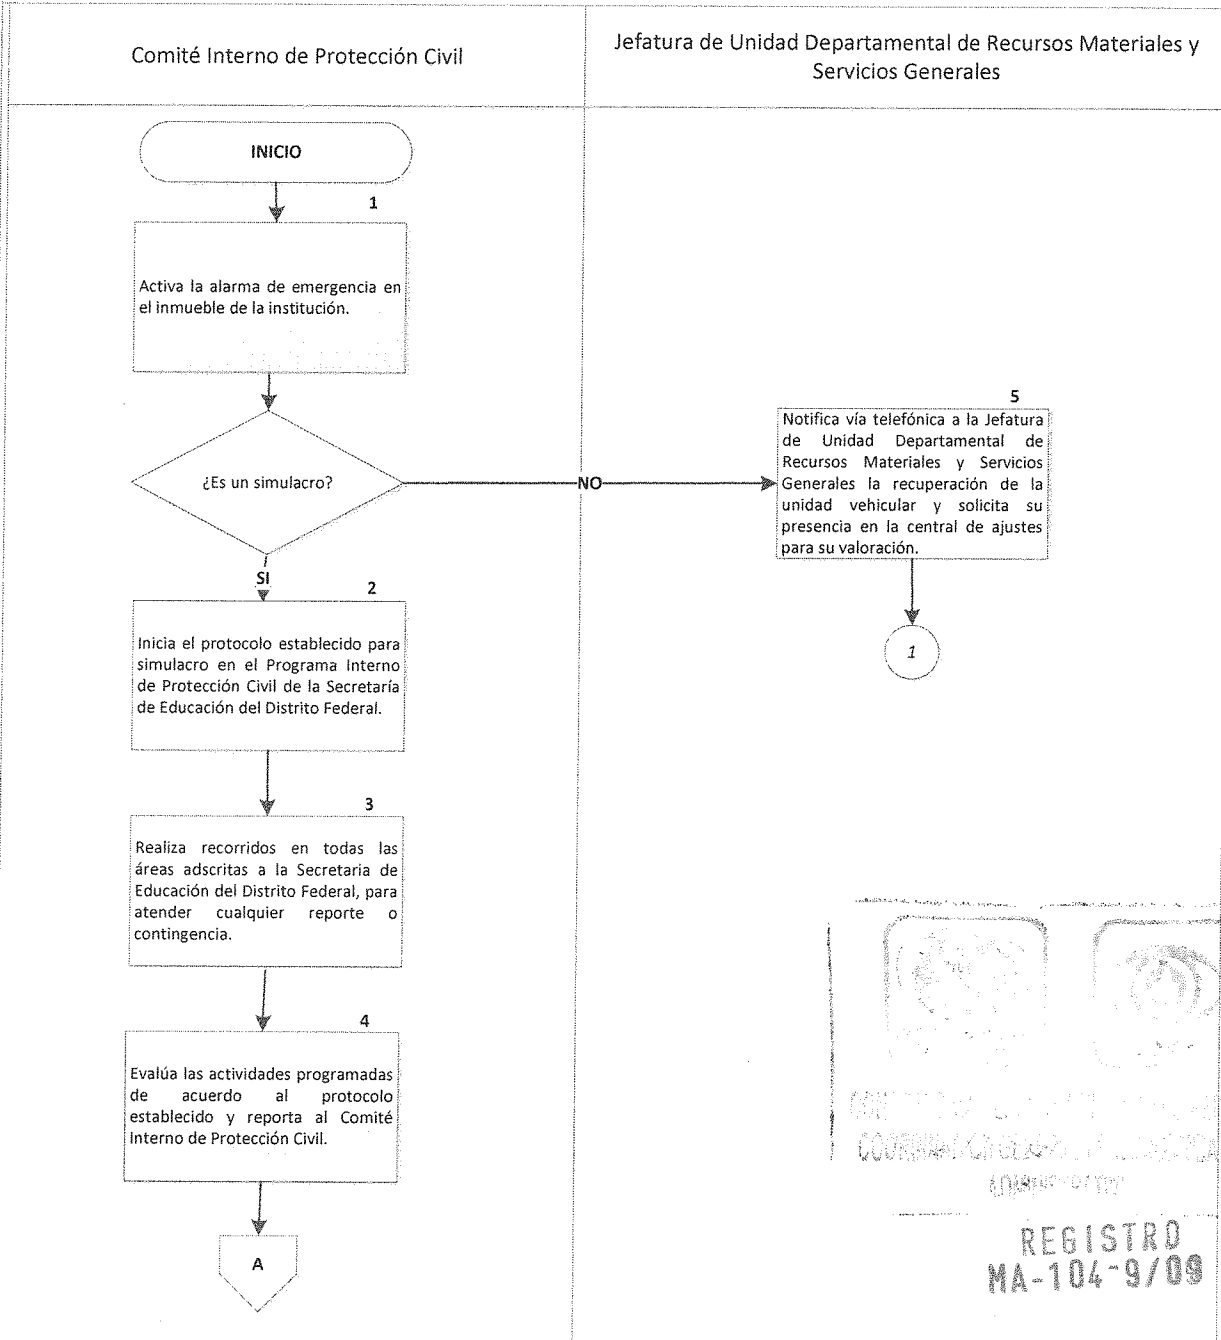 Comité Interno de Protección Civil
Jefatura de Unidad Departamental de Recursos Materiales y
Servicios Generales
INICIO
1
Activa la alarma de emergencia en
el inmueble de la institución.
¿Es un simulacro?
NO
5
Notifica vía telefónica a la Jefatura
de Unidad Departamental de
Recursos Materiales y Servicios
Generales la recuperación de la
unidad vehicular y solicita su
presencia en la central de ajustes
para su valoración.
1
SI
2
Inicia el protocolo establecido para
simulacro en el Programa Interno
de Protección Civil de la Secretaría
de Educación del Distrito Federal.
3
Realiza recorridos en todas las
áreas adscritas a la Secretaria de
Educación del Distrito Federal, para
atender cualquier reporte o
contingencia.
4
Evalúa las actividades programadas
de acuerdo al protocolo
establecido y reporta al Comité
Interno de Protección Civil.
A
REGISTRO
MA-104-9/09